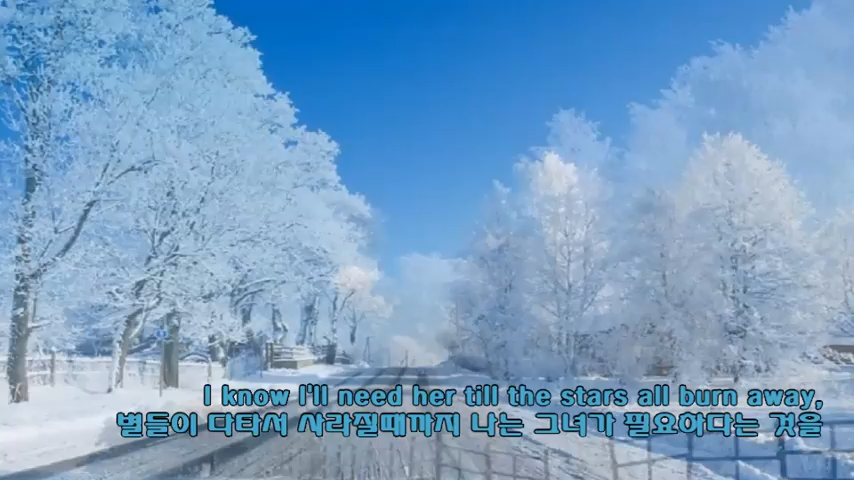 I know I'll need her till the stars all burn away,
별들이 다타서 사라질때까지 나는 그녀가 필요하다는 것을